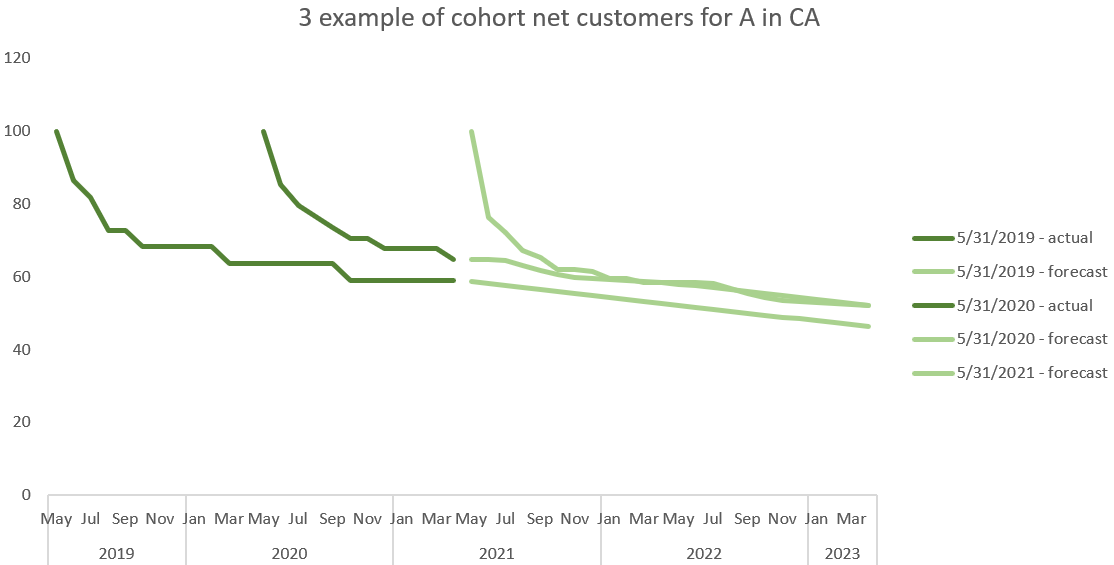 3 example of cohort net customers for A in CA
120
100
80
60
40
20
0
May Jul Sep Nov Jan Mar May Jul Sep Nov Jan Mar May Jul Sep Nov Jan Mar May Jul Sep Nov Jan Mar
2019 2020 2021 2022 2023
5/31/2019 - actual
5/31/2019 - forecast
5/31/2020 - actual
5/31/2020 - forecast
5/31/2021 - forecast